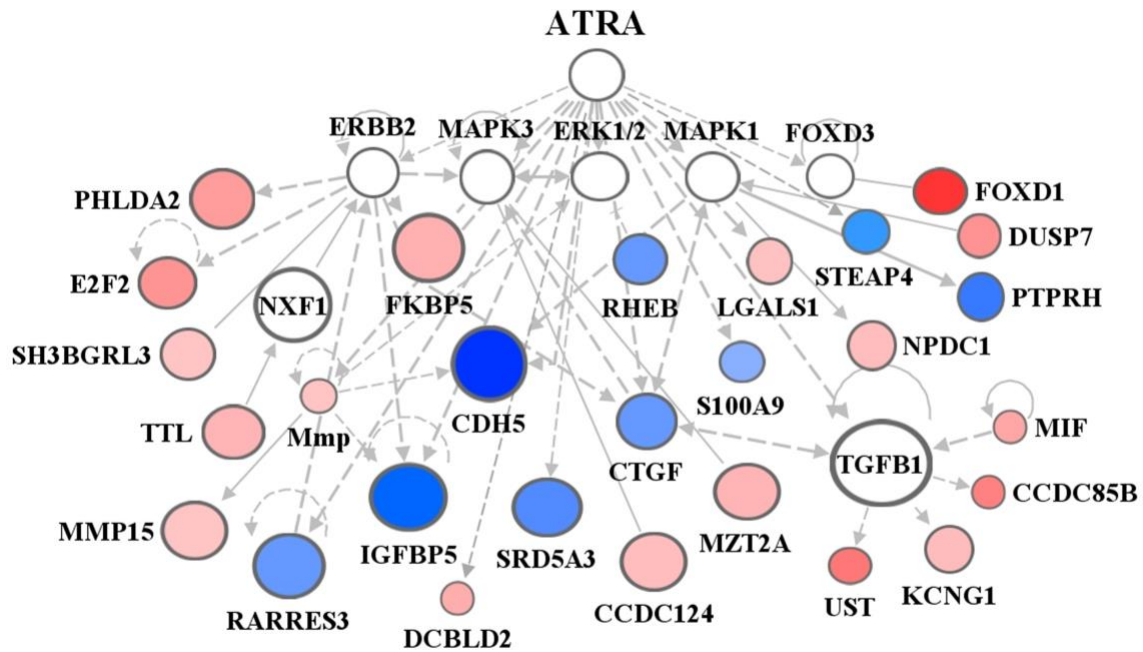 ATRA
ERBB2
MAPK3
ERK1/2
MAPK1
FOXD3
PHLDA2
FOXD1
DUSP7
STEAP4
E2F2
NXF1
FKBP5
RHEB
LGALS1
PTPRH
SH3BGRL3
NPDC1
CDH5
S100A9
TTL
Mmp
CTGF
TGFB1
MIF
CCDC85B
MMP15
IGFBP5
SRD5A3
MZT2A
RARRES3
DCBLD2
CCDC124
UST
KCNG1